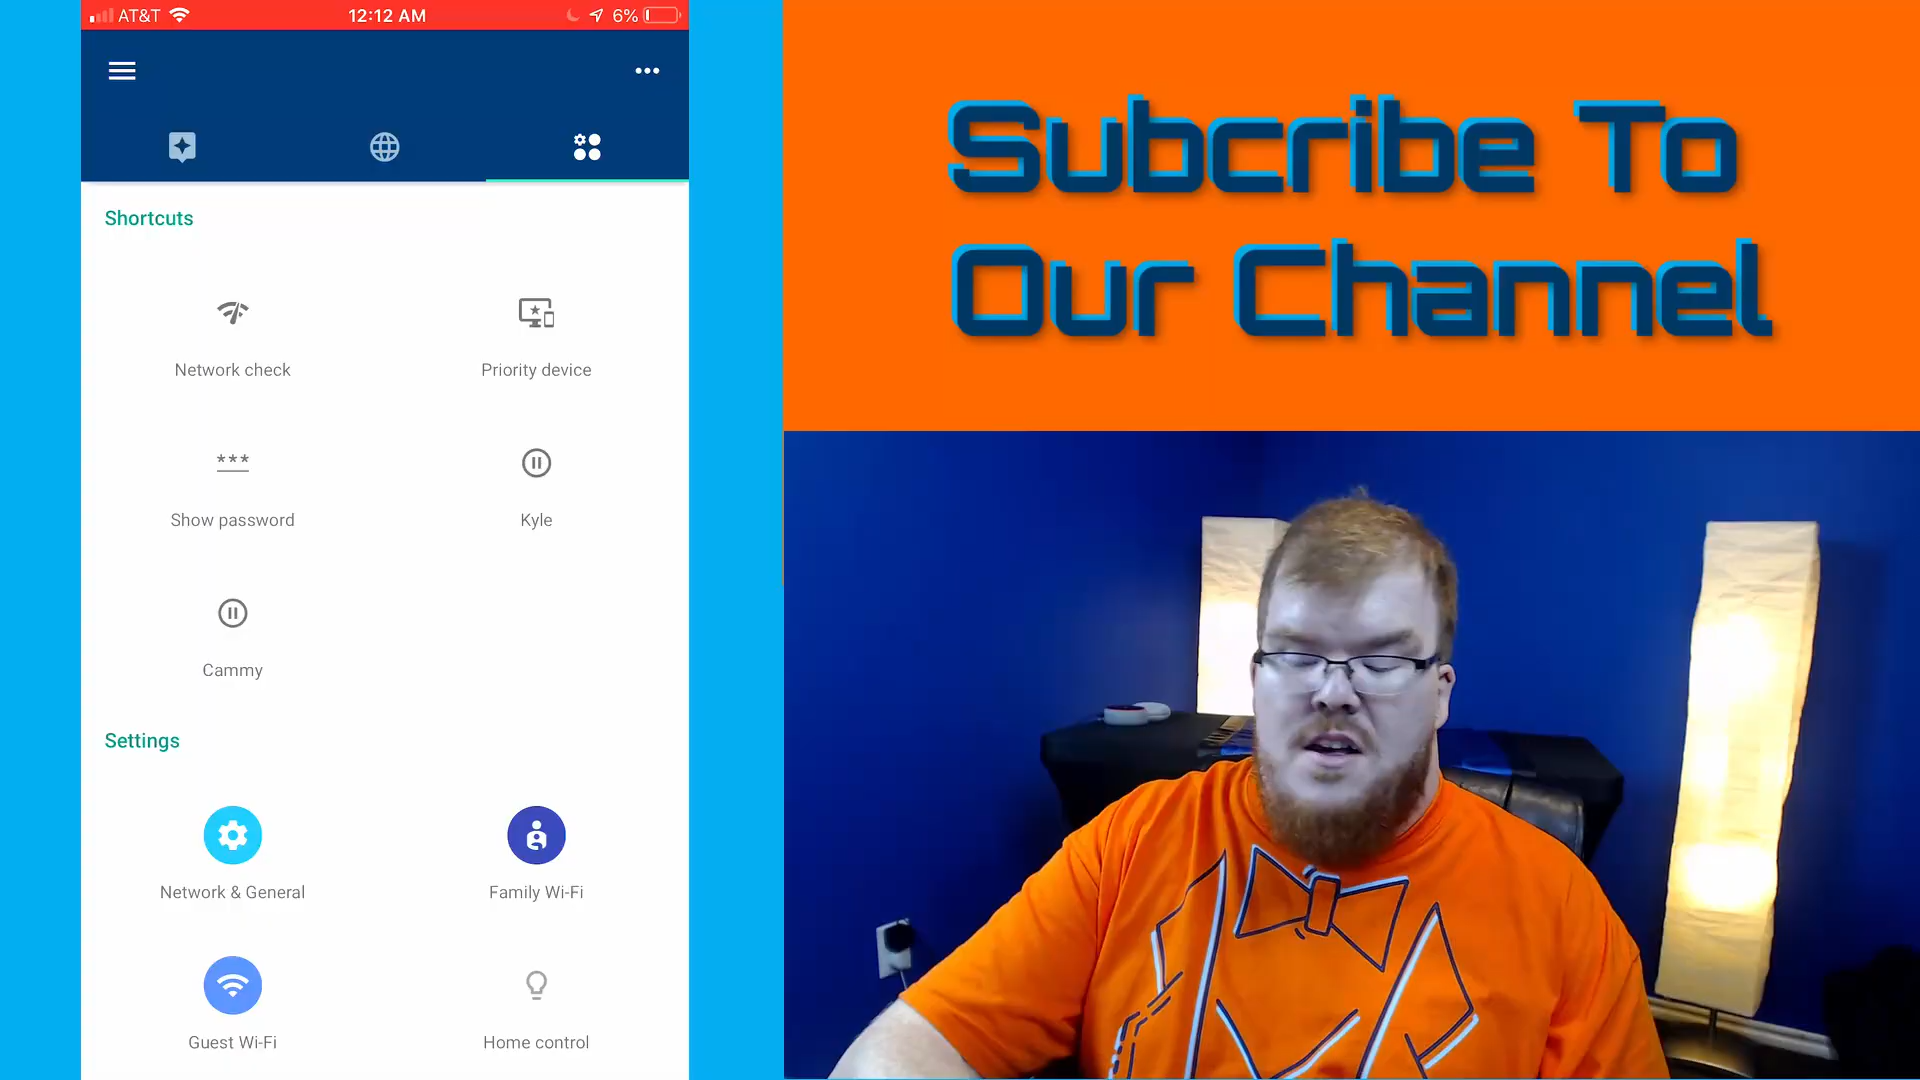 AT&T
12:12 AM
6%
Shortcuts
Network check
Priority device
***
Show password
Kyle
Cammy
Settings
Network & General
Family Wi-Fi
Guest Wi-Fi
Home control
Subcribe To
Our Channel